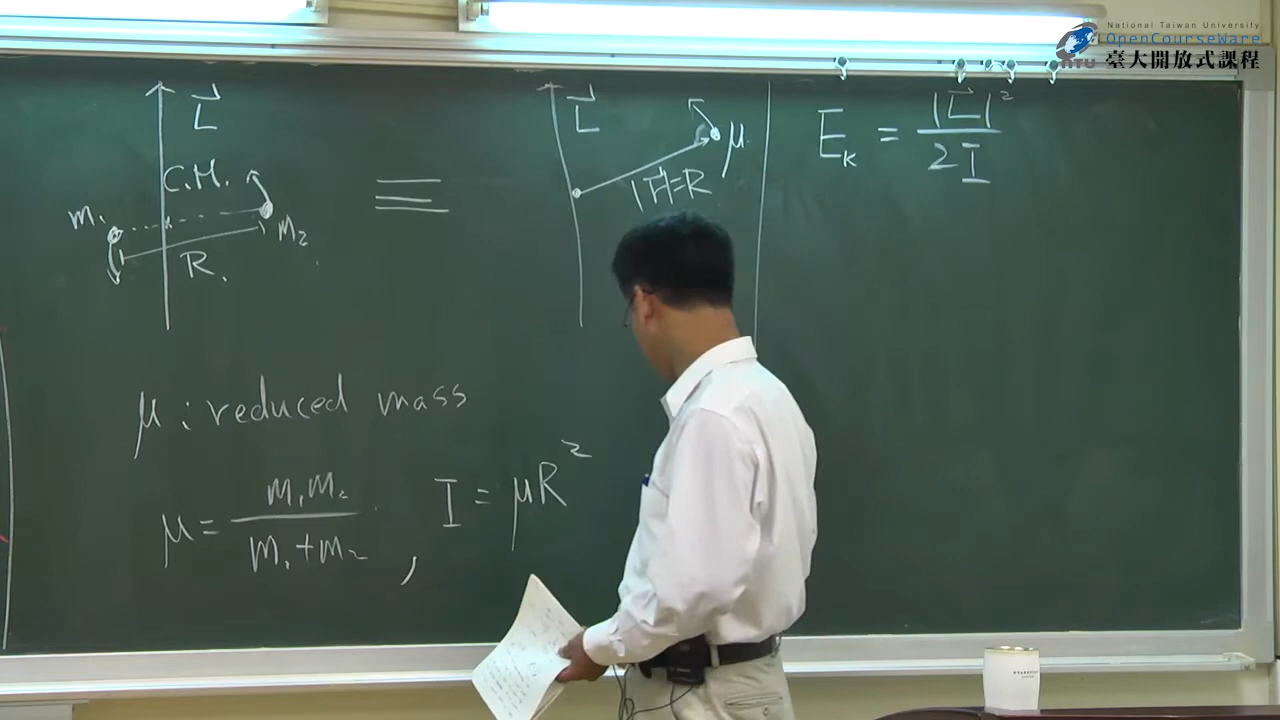 National Taiwan University
OpenCourseWare
NTU 臺大開放式課程
L⃗
C.M.
m₁
m₂
R
≡
L⃗
μ
|r⃗|=R
E_k = |L⃗|² / 2I
μ : reduced mass
μ = m₁m₂ / m₁+m₂ , I = μR²